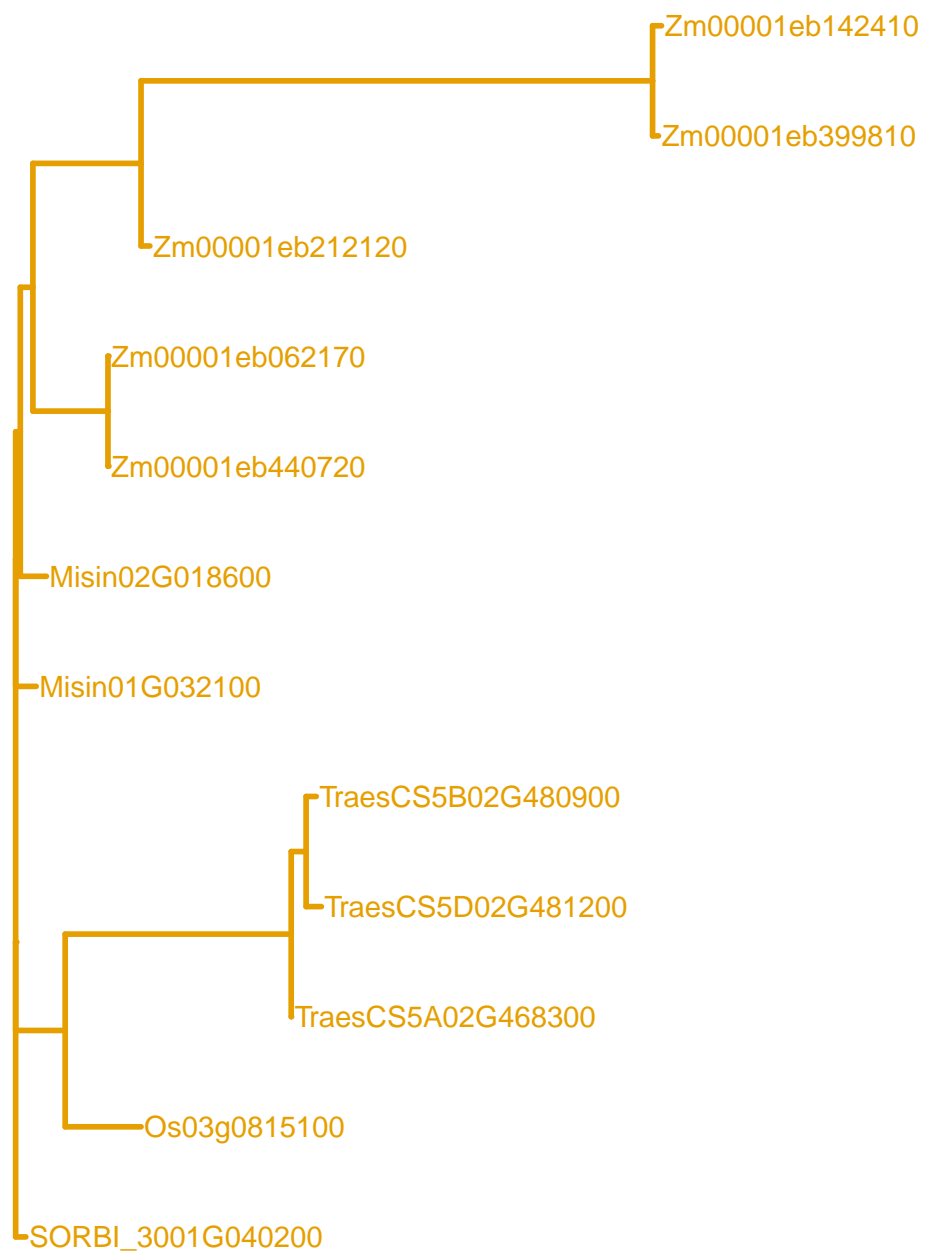 Zm00001eb142410
Zm00001eb399810
Zm00001eb212120
Zm00001eb062170
Zm00001eb440720
Misin02G018600
Misin01G032100
TraesCS5B02G480900
TraesCS5D02G481200
TraesCS5A02G468300
Os03g0815100
SORBI_3001G040200